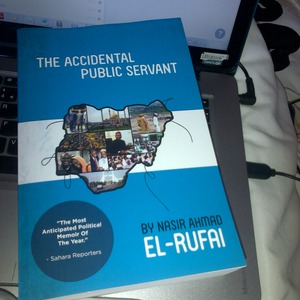 THE ACCIDENTAL
PUBLIC SERVANT
"The Most
Anticipated Political
Memoir Of
The Year."
- Sahara Reporters
BY NASIR AHMAD
EL-RUFAI